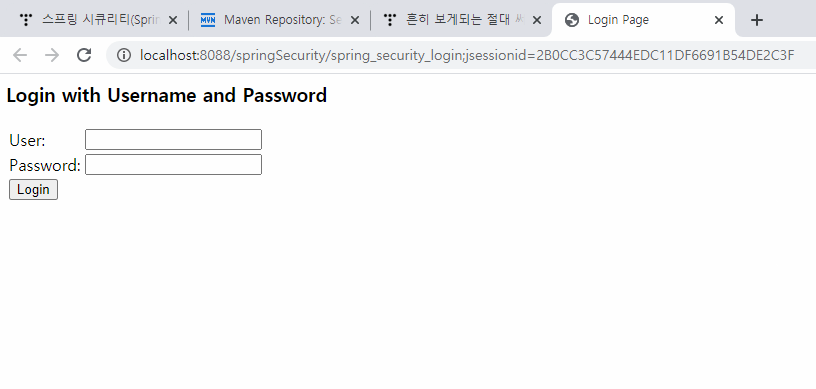 스프링 시큐리티(Sprin
Maven Repository: Se
흔히 보게되는 절대 써
Login Page
localhost:8088/springSecurity/spring_security_login;jsessionid=2B0CC3C57444EDC11DF6691B54DE2C3F
Login with Username and Password
User:
Password:
Login